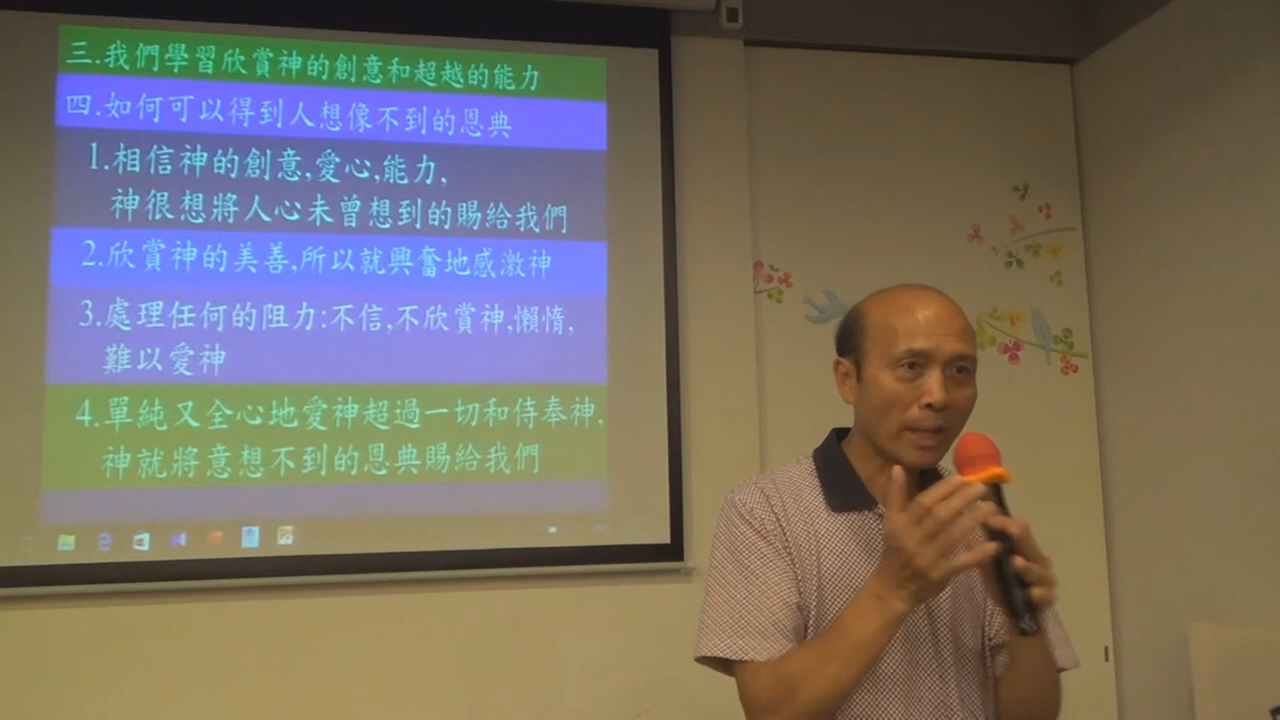 三.我們學習欣賞神的創意和超越的能力
四.如何可以得到人想像不到的恩典
1.相信神的創意,愛心,能力,
神很想將人心未曾想到的賜給我們
2.欣賞神的美善,所以就興奮地感激神
3.處理任何的阻力:不信,不欣賞神,懶惰,
難以愛神
4.單純又全心地愛神超過一切和侍奉神,
神就將意想不到的恩典賜給我們